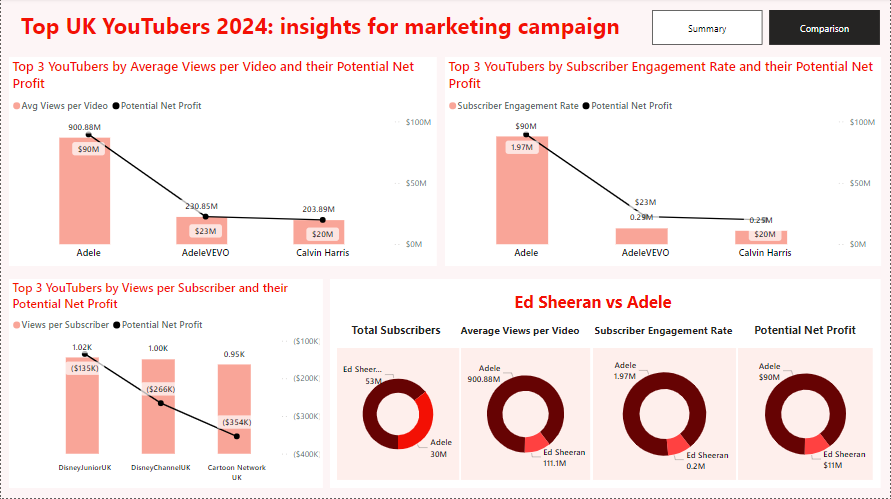 Top UK YouTubers 2024: insights for marketing campaign
Summary
Comparison
Top 3 YouTubers by Average Views per Video and their Potential Net
Profit
Avg Views per Video
Potential Net Profit
900.88M
$90M
230.85M
$23M
203.89M
$20M
$100M
$50M
$0M
Adele
AdeleVEVO
Calvin Harris
Top 3 YouTubers by Subscriber Engagement Rate and their Potential Net
Profit
Subscriber Engagement Rate
Potential Net Profit
$90M
1.97M
$23M
0.29M
0.25M
$20M
$100M
$50M
$0M
Adele
AdeleVEVO
Calvin Harris
Top 3 YouTubers by Views per Subscriber and their
Potential Net Profit
Views per Subscriber
Potential Net Profit
1.02K
($135K)
1.00K
($266K)
0.95K
($354K)
($100K)
($200K)
($300K)
($400K)
DisneyJuniorUK
DisneyChannelUK
Cartoon Network
UK
Ed Sheeran vs Adele
Total Subscribers
Ed Sheer...
53M
Adele
30M
Average Views per Video
Adele
900.88M
Ed Sheeran
111.1M
Subscriber Engagement Rate
Adele
1.97M
Ed Sheeran
0.2M
Potential Net Profit
Adele
$90M
Ed Sheeran
$11M